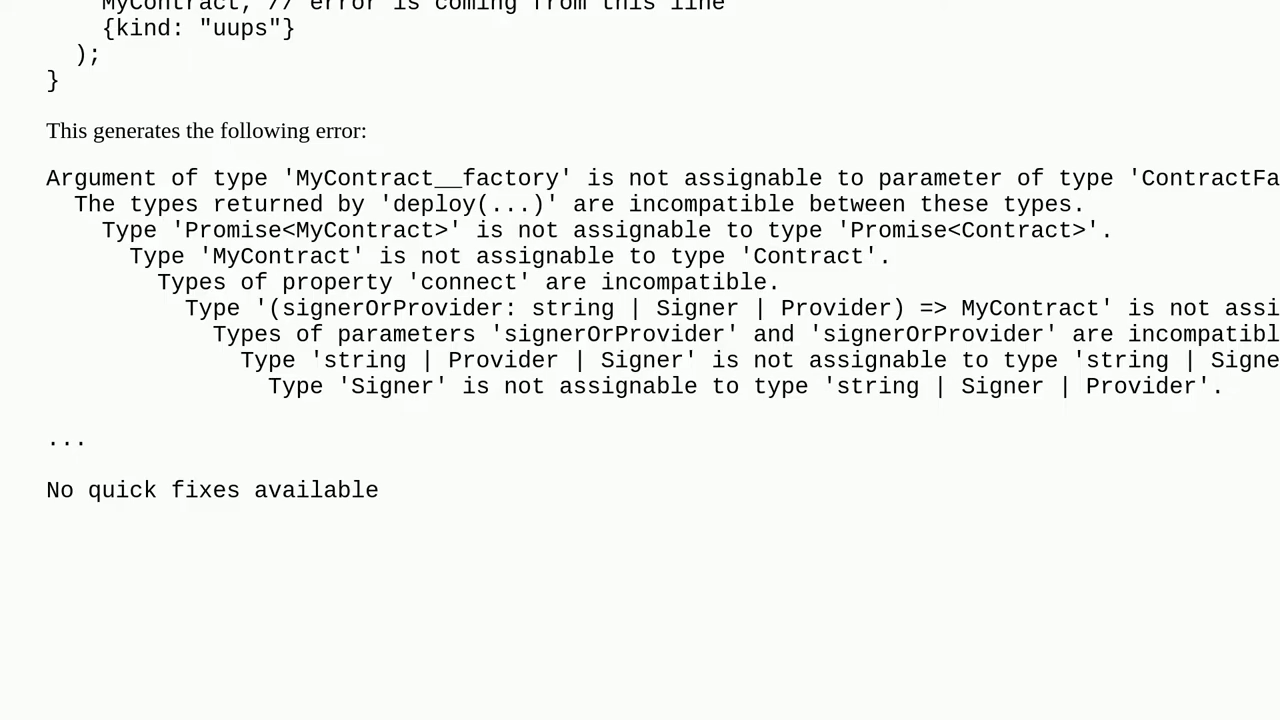 MyContract, // error is coming from this line
{kind: "uups"}
);
}
This generates the following error:
Argument of type 'MyContract__factory' is not assignable to parameter of type 'ContractFa
The types returned by 'deploy(...)' are incompatible between these types.
Type 'Promise<MyContract>' is not assignable to type 'Promise<Contract>'.
Type 'MyContract' is not assignable to type 'Contract'.
Types of property 'connect' are incompatible.
Type '(signerOrProvider: string | Signer | Provider) => MyContract' is not assi
Types of parameters 'signerOrProvider' and 'signerOrProvider' are incompatibl
Type 'string | Provider | Signer' is not assignable to type 'string | Signe
Type 'Signer' is not assignable to type 'string | Signer | Provider'.
...
No quick fixes available